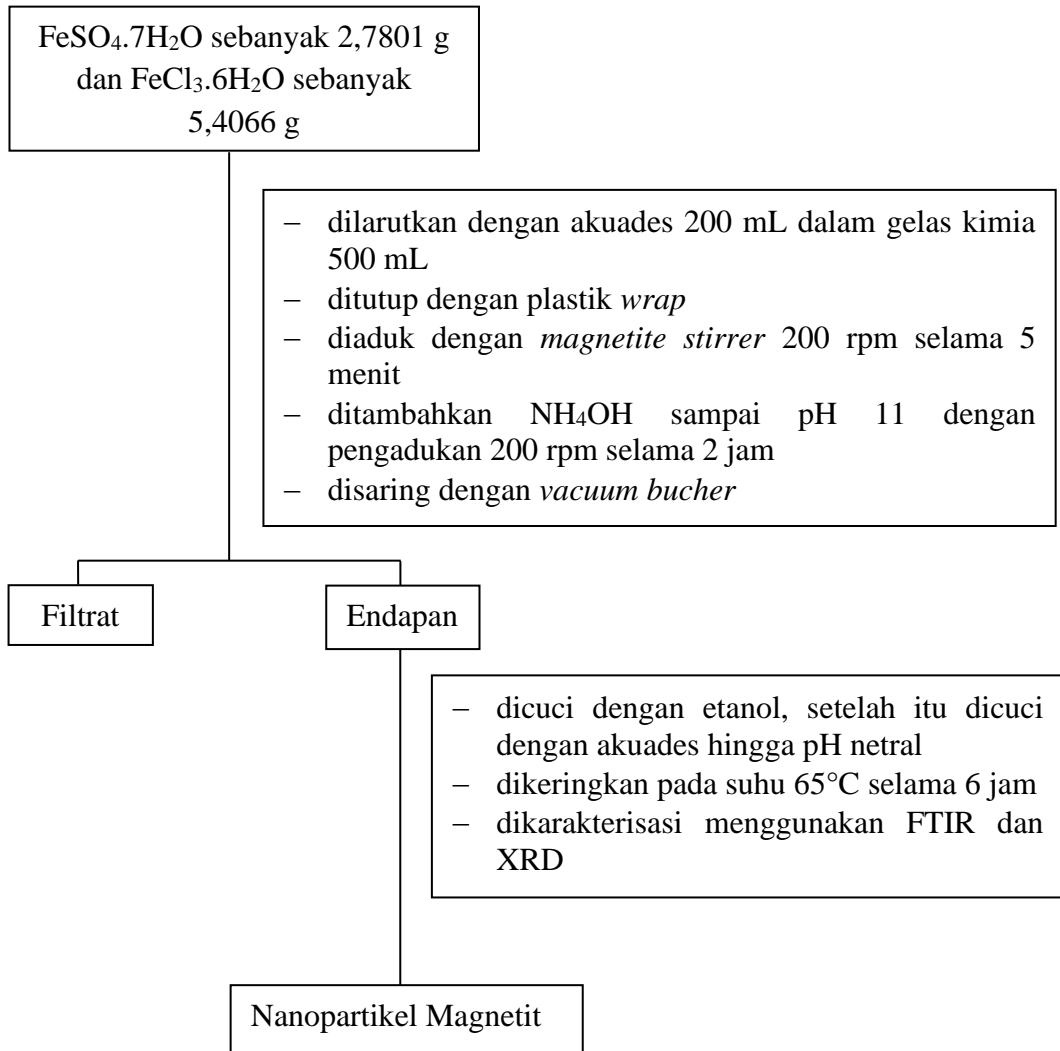 FeSO₄.7H₂O sebanyak 2,7801 g
dan FeCl₃.6H₂O sebanyak
5,4066 g
– dilarutkan dengan akuades 200 mL dalam gelas kimia
500 mL
– ditutup dengan plastik wrap
– diaduk dengan magnetite stirrer 200 rpm selama 5
menit
– ditambahkan NH₄OH sampai pH 11 dengan
pengadukan 200 rpm selama 2 jam
– disaring dengan vacuum bucher
Filtrat
Endapan
– dicuci dengan etanol, setelah itu dicuci
dengan akuades hingga pH netral
– dikeringkan pada suhu 65°C selama 6 jam
– dikarakterisasi menggunakan FTIR dan
XRD
Nanopartikel Magnetit